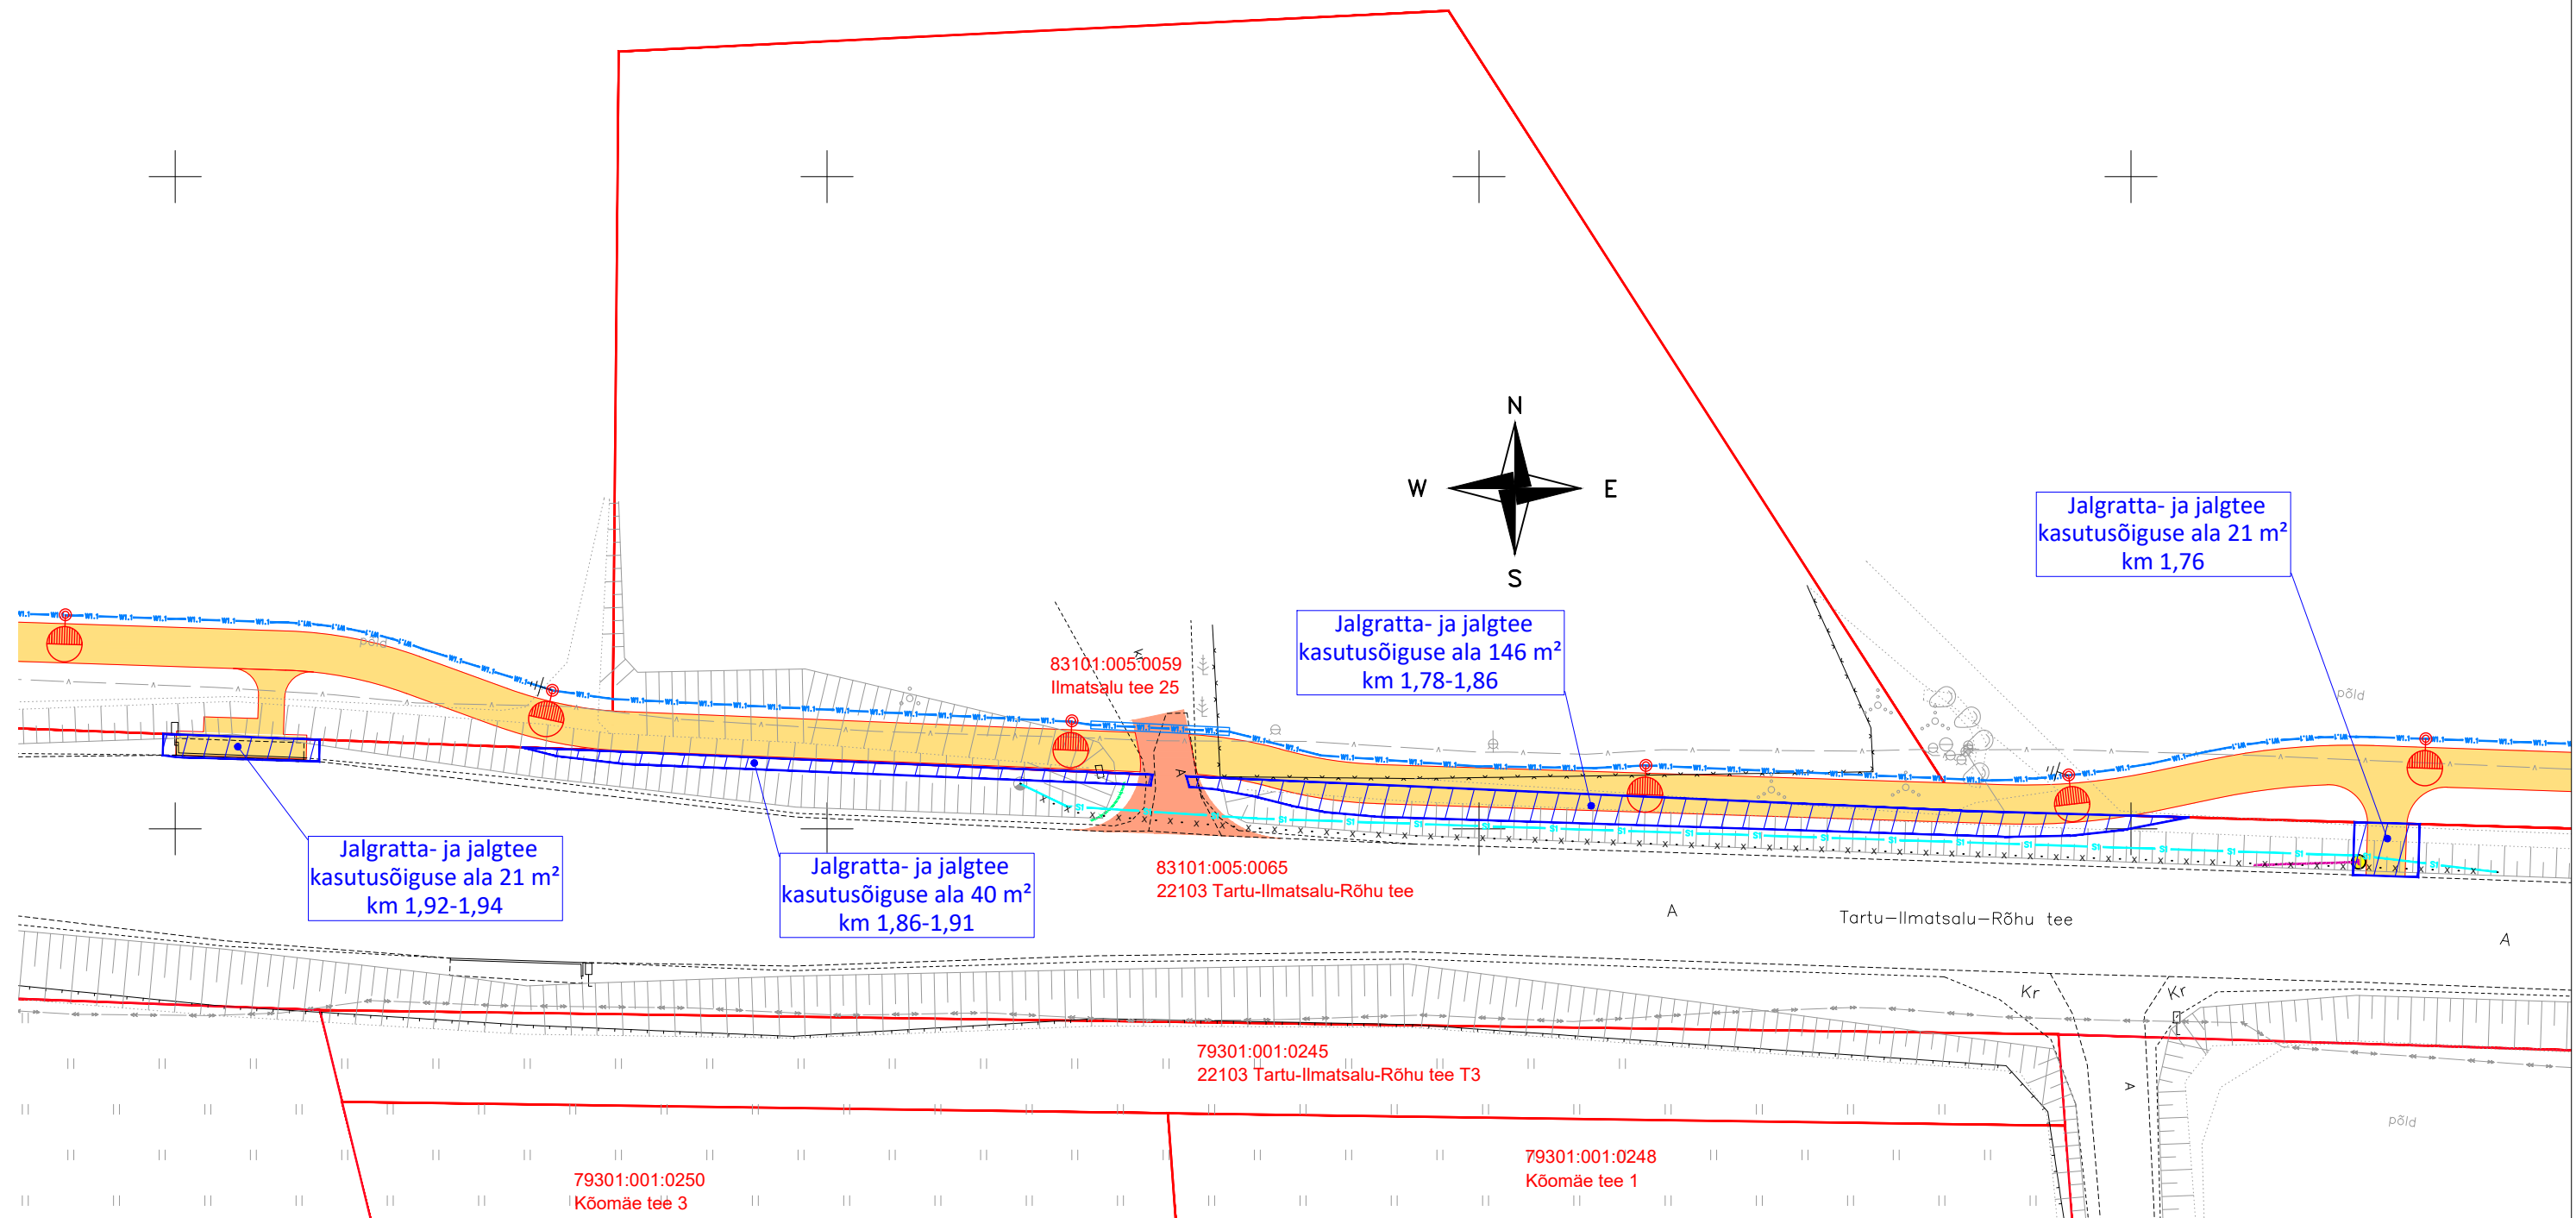 N
W
E
S
Jalgratta- ja jalgtee
kasutusõiguse ala 21 m²
km 1,76
Jalgratta- ja jalgtee
kasutusõiguse ala 146 m²
km 1,78-1,86
83101:005:0059
Ilmatsalu tee 25
põld
põld
Jalgratta- ja jalgtee
kasutusõiguse ala 21 m²
km 1,92-1,94
Jalgratta- ja jalgtee
kasutusõiguse ala 40 m²
km 1,86-1,91
83101:005:0065
22103 Tartu-Ilmatsalu-Rõhu tee
A
Tartu-Ilmatsalu-Rõhu tee
A
Kr
Kr
A
79301:001:0245
22103 Tartu-Ilmatsalu-Rõhu tee T3
põld
79301:001:0250
Kõomäe tee 3
79301:001:0248
Kõomäe tee 1